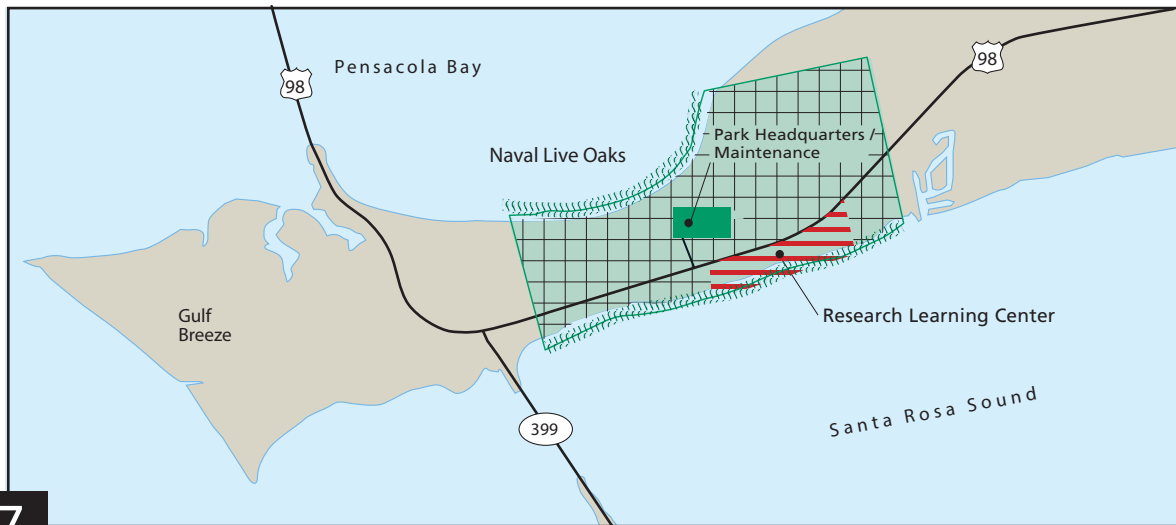 98
Pensacola Bay
98
Park Headquarters /
Maintenance
Naval Live Oaks
Gulf
Breeze
Research Learning Center
Santa Rosa Sound
399
7